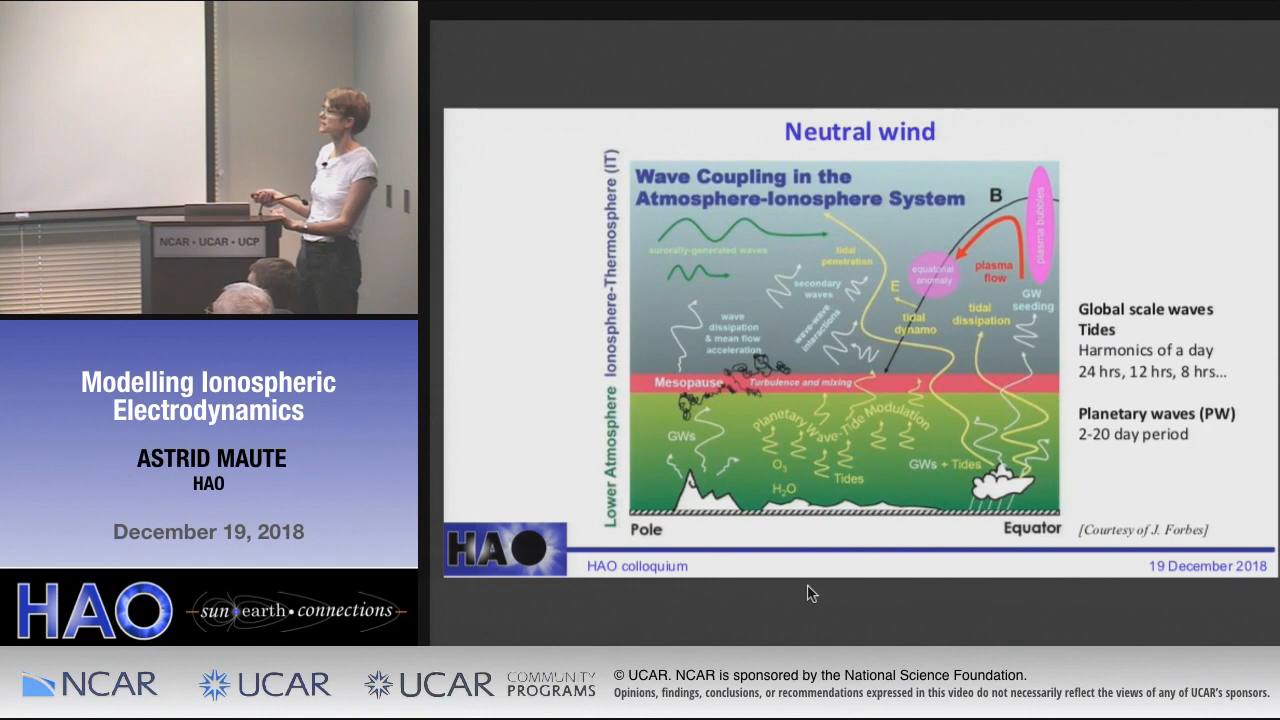 NCAR • UCAR • UCP
Modelling Ionospheric
Electrodynamics
ASTRID MAUTE
HAO
December 19, 2018
HAO
sun earth • connections
Neutral wind
Lower Atmosphere Ionosphere-Thermosphere (IT)
Wave Coupling in the
Atmosphere-Ionosphere System
B
plasma bubbles
aurorally-generated waves
tidal
penetration
equatorial
anomaly
plasma
flow
secondary
waves
E
GW
seeding
wave
dissipation
& mean flow
acceleration
wave-wave
interactions
tidal
dynamo
tidal
dissipation
Mesopause
Turbulence and mixing
Planetary Wave-Tide Modulation
GWs
O3
H2O
Tides
GWs + Tides
Pole
Equator
Global scale waves
Tides
Harmonics of a day
24 hrs, 12 hrs, 8 hrs...
Planetary waves (PW)
2-20 day period
[Courtesy of J. Forbes]
HAO
HAO colloquium
19 December 2018
NCAR
UCAR
UCAR
COMMUNITY
PROGRAMS
© UCAR. NCAR is sponsored by the National Science Foundation.
Opinions, findings, conclusions, or recommendations expressed in this video do not necessarily reflect the views of any of UCAR's sponsors.